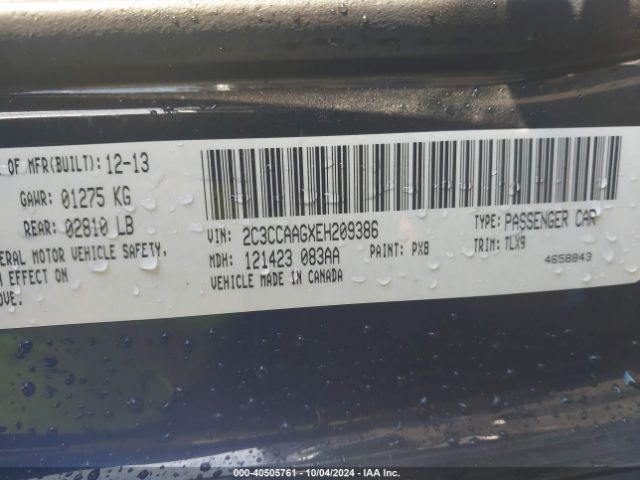 OF MFR(BUILT): 12-13
GAWR: 01275 KG
REAR: 02810 LB
MOTOR VEHICLE SAFETY,
EFFECT ON
VIN: 2C3CCAAGXEH209386
TYPE: PASSENGER CAR
MDH: 121423 083AA
PAINT: PX8
TRIM: TLX9
VEHICLE MADE IN CANADA
4658843
000-40505761 - 10/04/2024 - IAA Inc.